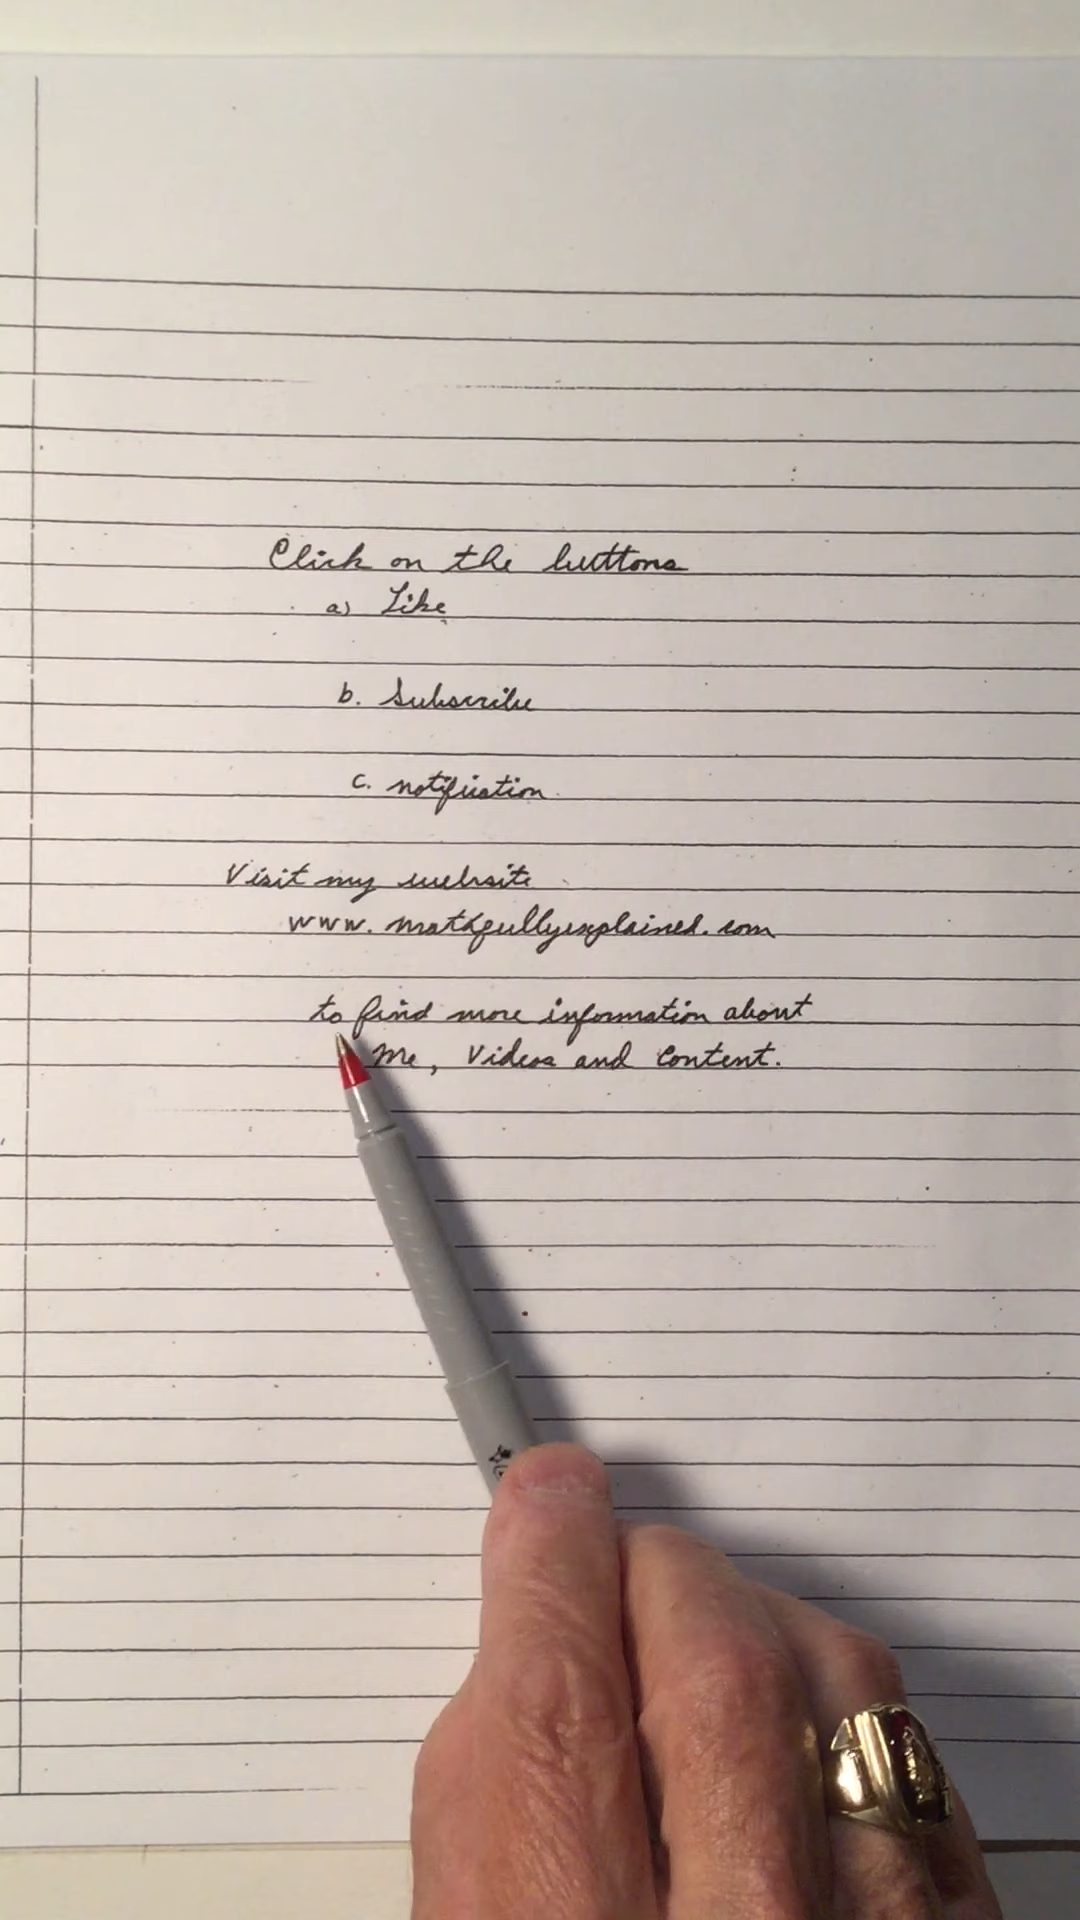 Click on the buttons
a) Like
b. Subscribe
c. notification
Visit my website
www.mathfullyexplained.com
to find more information about
Me, Videos and Content.